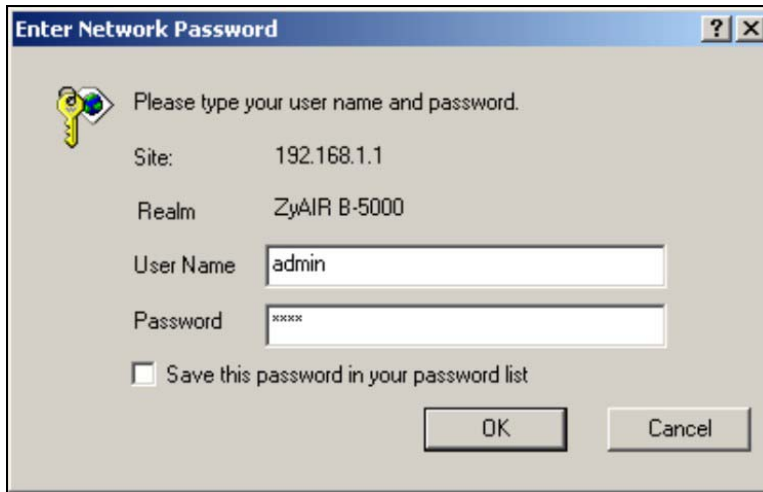 Enter Network Password
Please type your user name and password.
Site: 192.168.1.1
Realm ZyAIR B-5000
User Name admin
Password ****
Save this password in your password list
OK Cancel